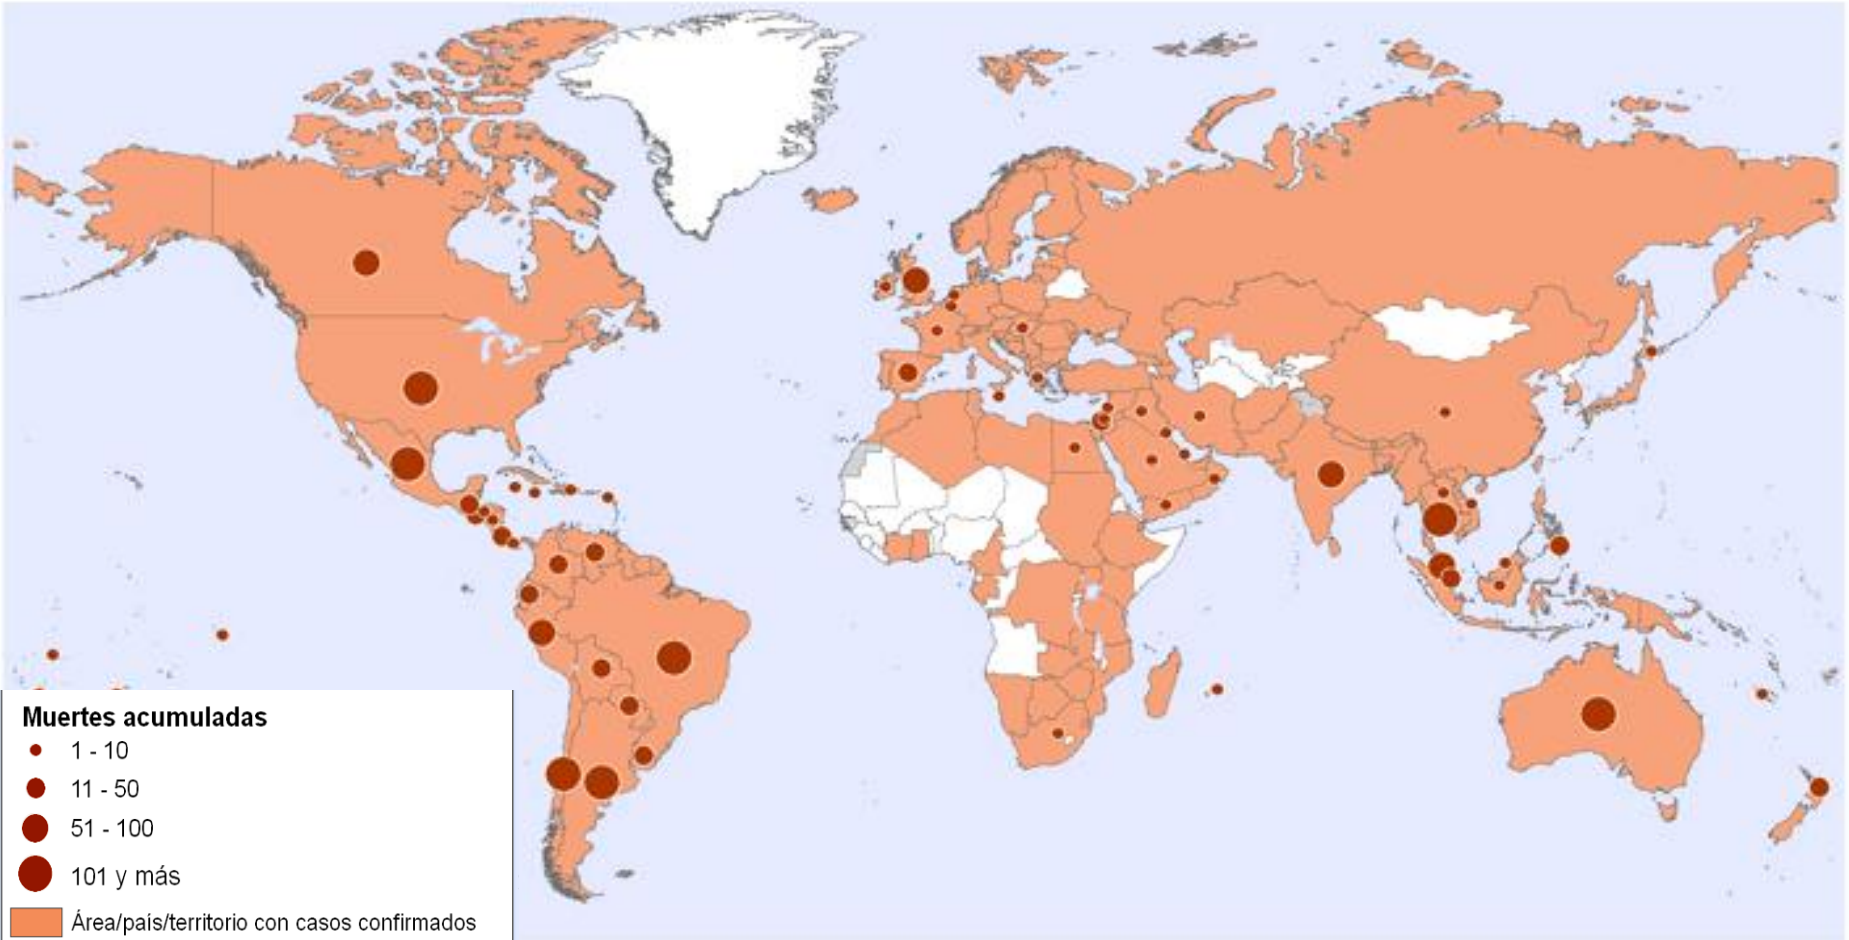 Muertes acumuladas
1 - 10
11 - 50
51 - 100
101 y más
Área/país/territorio con casos confirmados